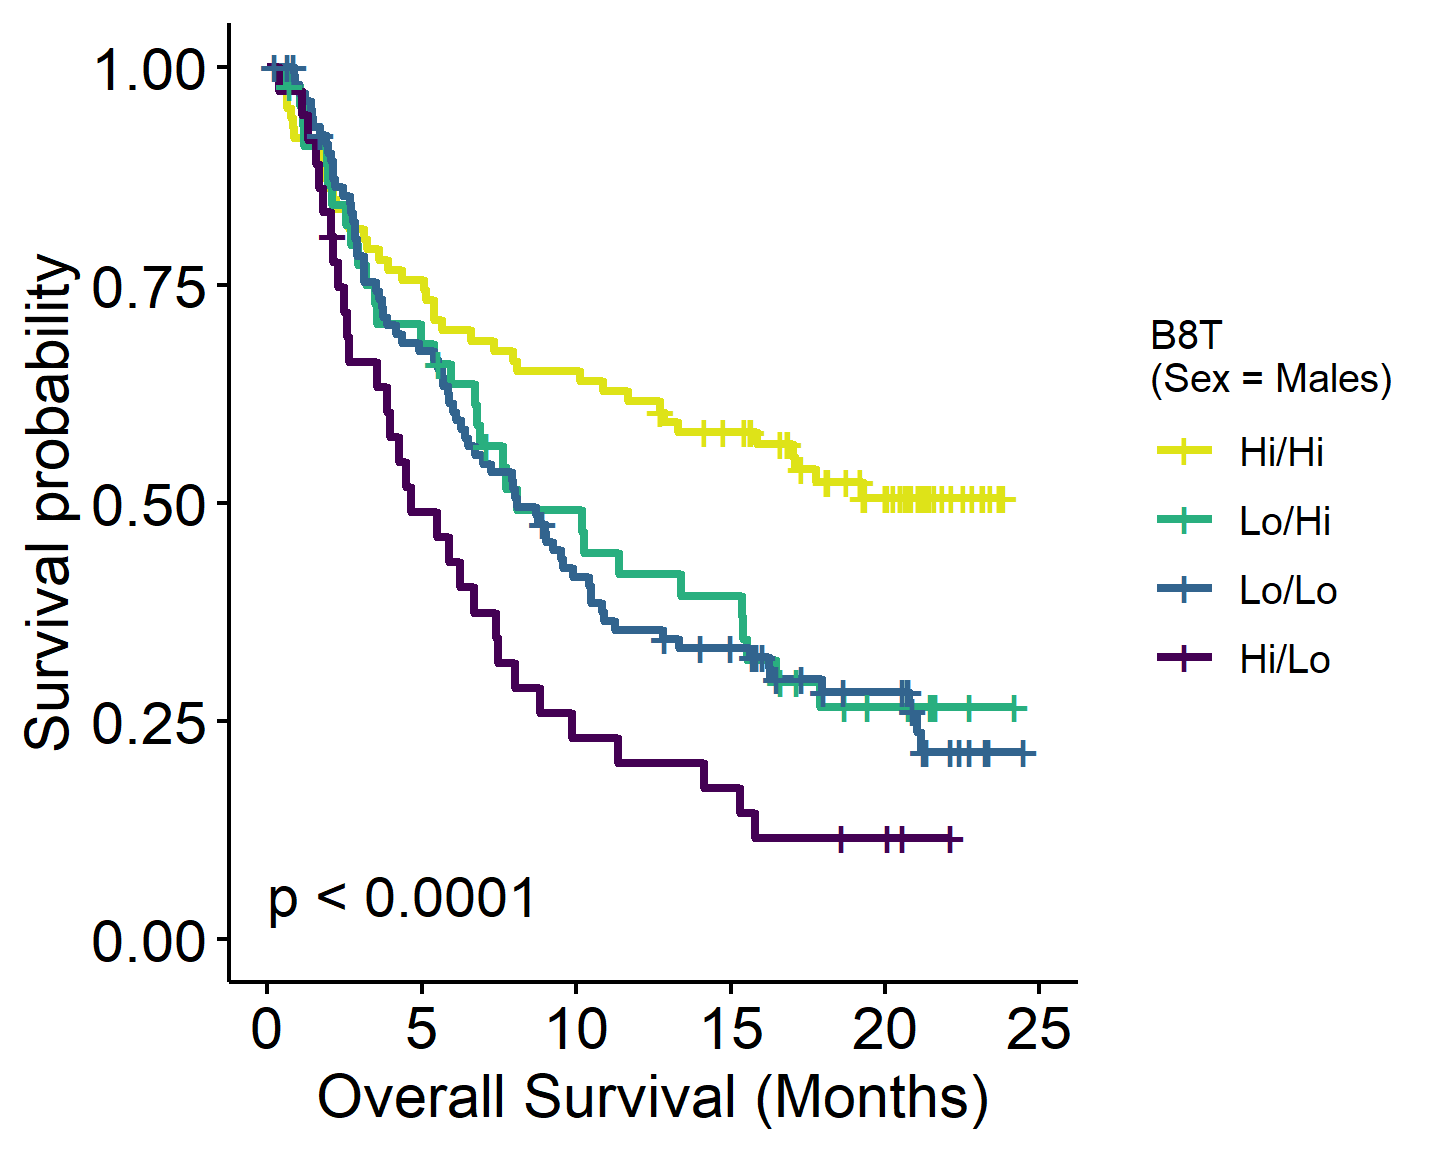 1.00
0.75
0.50
0.25
0.00
Survival probability
p < 0.0001
0 5 10 15 20 25
Overall Survival (Months)
B8T
(Sex = Males)
Hi/Hi
Lo/Hi
Lo/Lo
Hi/Lo